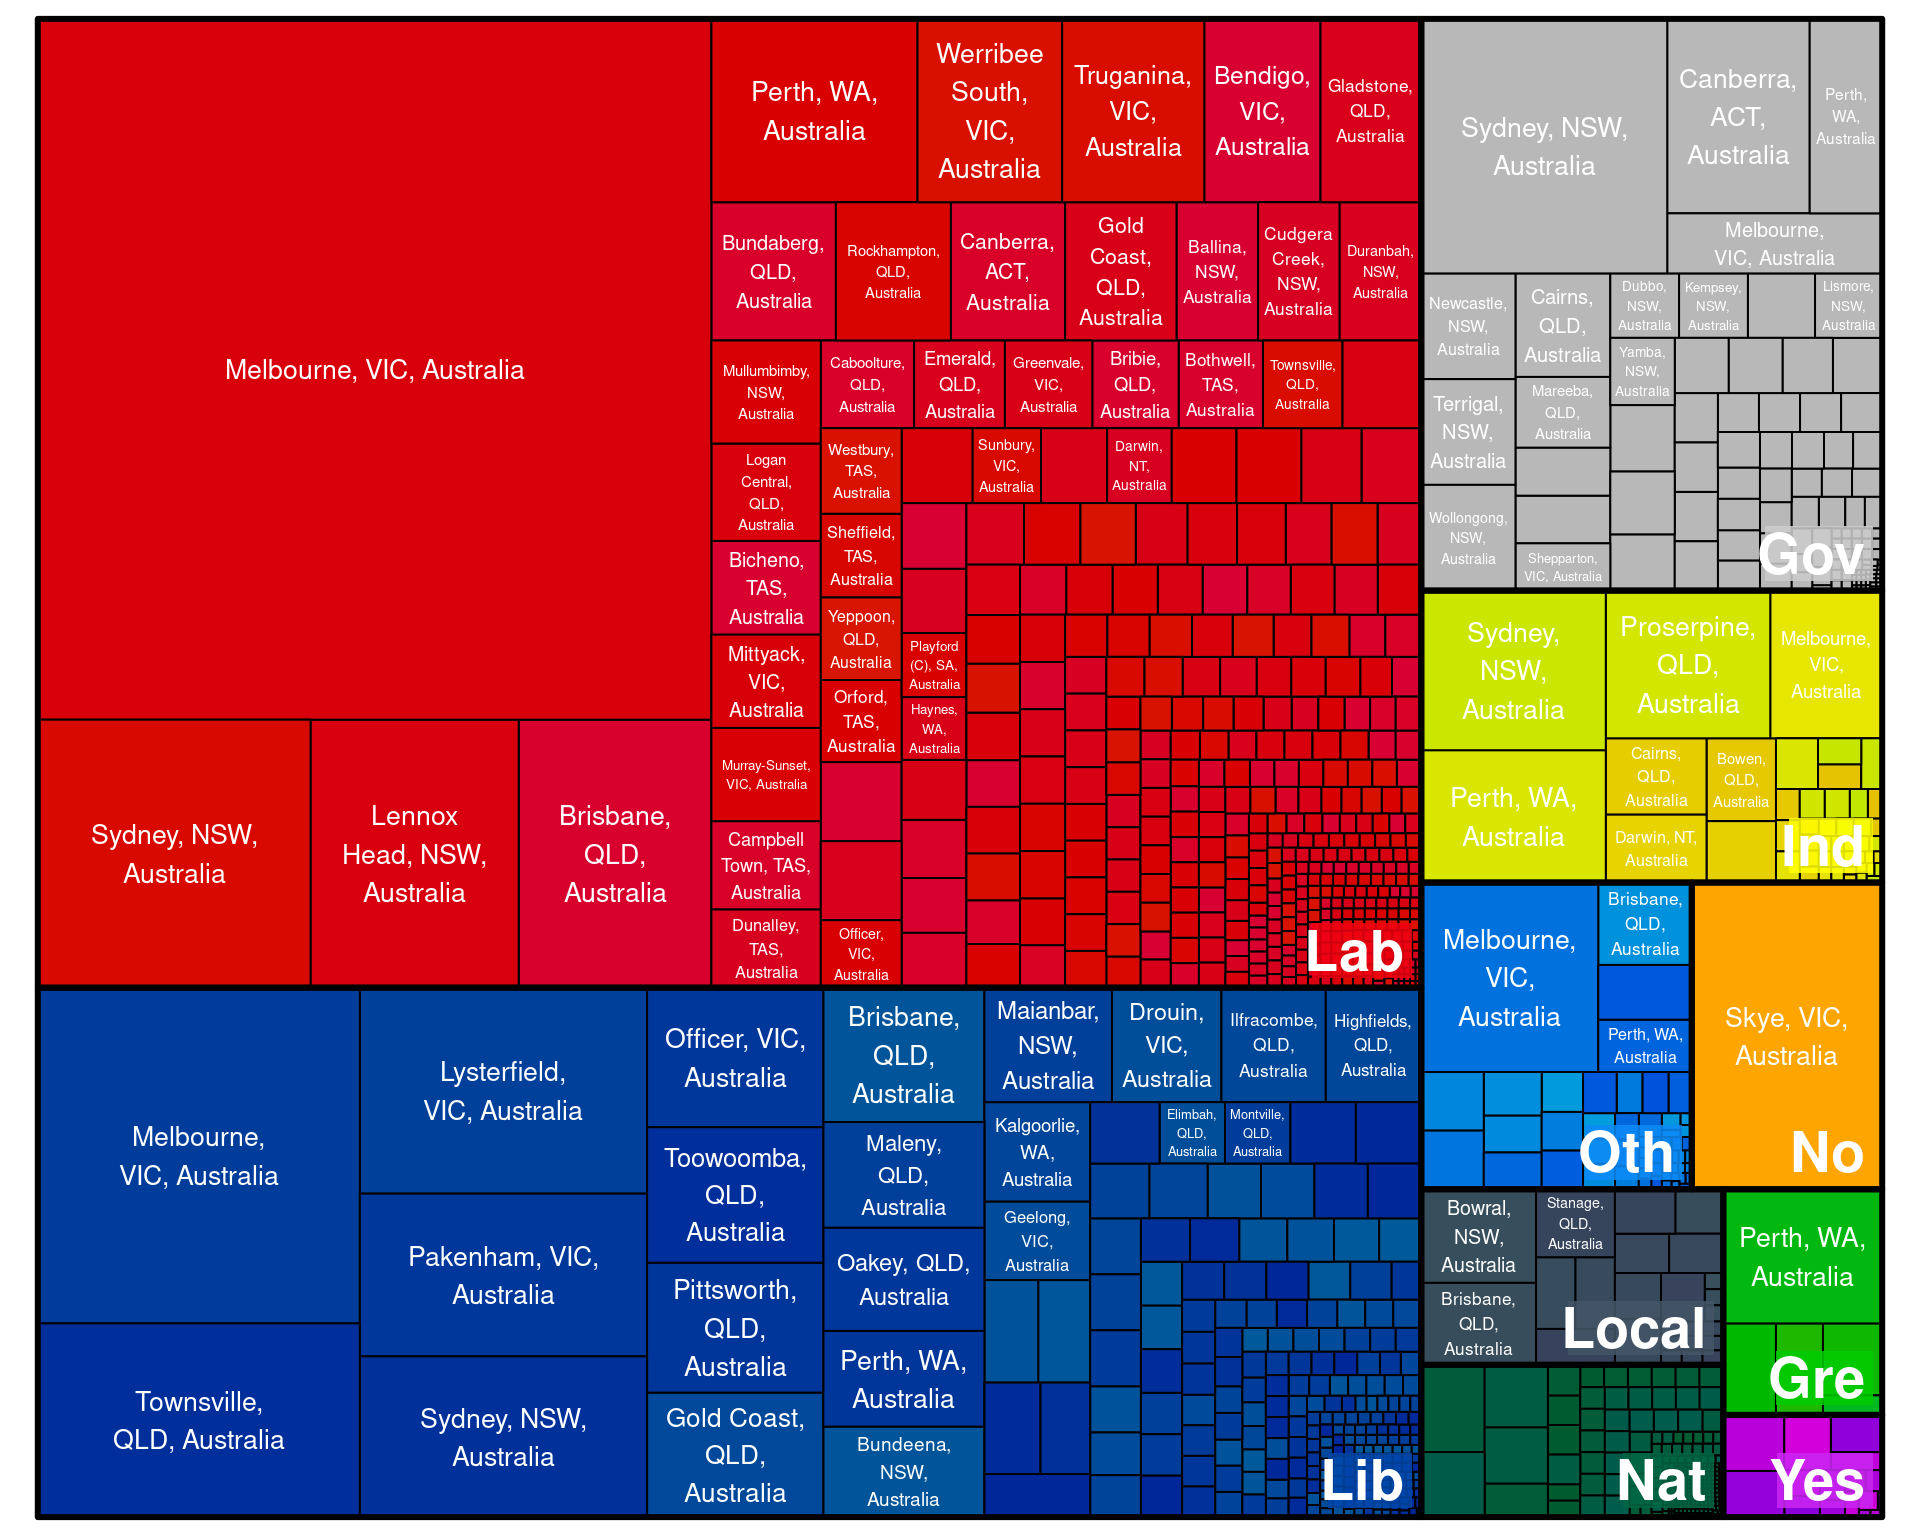 Melbourne, VIC, Australia
Sydney, NSW,
Australia
Lennox
Head, NSW,
Australia
Brisbane,
QLD,
Australia
Perth, WA,
Australia
Werribee
South,
VIC,
Australia
Truganina,
VIC,
Australia
Bendigo,
VIC,
Australia
Gladstone,
QLD,
Australia
Bundaberg,
QLD,
Australia
Rockhampton,
QLD,
Australia
Canberra,
ACT,
Australia
Gold
Coast,
QLD,
Australia
Ballina,
NSW,
Australia
Cudgera
Creek,
NSW,
Australia
Duranbah,
NSW,
Australia
Mullumbimby,
NSW,
Australia
Logan
Central,
QLD,
Australia
Bicheno,
TAS,
Australia
Mittyack,
VIC,
Australia
Murray-Sunset,
VIC, Australia
Campbell
Town, TAS,
Australia
Dunalley,
TAS,
Australia
Caboolture,
QLD,
Australia
Emerald,
QLD,
Australia
Greenvale,
VIC,
Australia
Bribie,
QLD,
Australia
Bothwell,
TAS,
Australia
Townsville,
QLD,
Australia
Westbury,
TAS,
Australia
Sheffield,
TAS,
Australia
Yeppoon,
QLD,
Australia
Orford,
TAS,
Australia
Officer,
VIC,
Australia
Sunbury,
VIC,
Australia
Darwin,
NT,
Australia
Playford
(C), SA,
Australia
Haynes,
WA,
Australia
Lab
Melbourne,
VIC, Australia
Townsville,
QLD, Australia
Lysterfield,
VIC, Australia
Pakenham, VIC,
Australia
Sydney, NSW,
Australia
Officer, VIC,
Australia
Toowoomba,
QLD,
Australia
Pittsworth,
QLD,
Australia
Gold Coast,
QLD,
Australia
Brisbane,
QLD,
Australia
Maleny,
QLD,
Australia
Oakey, QLD,
Australia
Perth, WA,
Australia
Bundeena,
NSW,
Australia
Maianbar,
NSW,
Australia
Drouin,
VIC,
Australia
Ilfracombe,
QLD,
Australia
Highfields,
QLD,
Australia
Kalgoorlie,
WA,
Australia
Geelong,
VIC,
Australia
Elimbah,
QLD,
Australia
Montville,
QLD,
Australia
Lib
Sydney, NSW,
Australia
Canberra,
ACT,
Australia
Perth,
WA,
Australia
Melbourne,
VIC, Australia
Newcastle,
NSW,
Australia
Terrigal,
NSW,
Australia
Wollongong,
NSW,
Australia
Cairns,
QLD,
Australia
Mareeba,
QLD,
Australia
Shepparton,
VIC, Australia
Dubbo,
NSW,
Australia
Kempsey,
NSW,
Australia
Lismore,
NSW,
Australia
Yamba,
NSW,
Australia
Gov
Sydney,
NSW,
Australia
Perth, WA,
Australia
Proserpine,
QLD,
Australia
Melbourne,
VIC,
Australia
Cairns,
QLD,
Australia
Darwin, NT,
Australia
Bowen,
QLD,
Australia
Ind
Melbourne,
VIC,
Australia
Brisbane,
QLD,
Australia
Perth, WA,
Australia
Oth
Skye, VIC,
Australia
No
Bowral,
NSW,
Australia
Brisbane,
QLD,
Australia
Stanage,
QLD,
Australia
Local
Perth, WA,
Australia
Gre
Nat
Yes